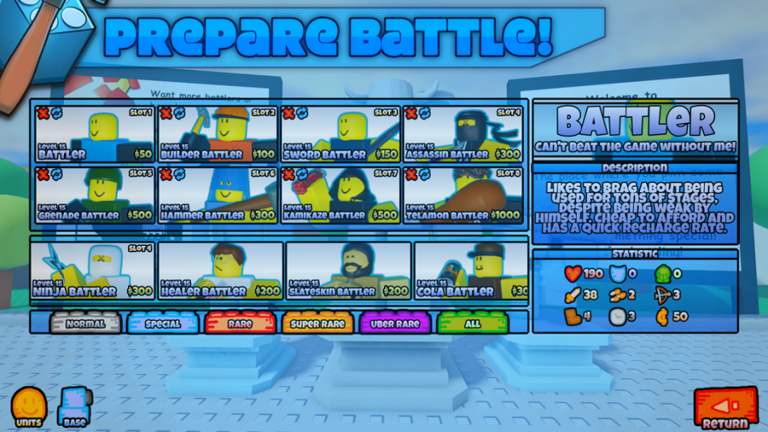 PREPARE BATTLE!
Want more battlers
Welcome to
SLOT 1
LEVEL 15
BATTLER
$50
SLOT 2
LEVEL 15
BUILDER BATTLER
$100
SLOT 3
LEVEL 15
SWORD BATTLER
$150
SLOT 4
LEVEL 15
ASSASSIN BATTLER
$300
SLOT 5
LEVEL 15
GRENADE BATTLER
$500
SLOT 6
LEVEL 15
HAMMER BATTLER
$300
SLOT 7
LEVEL 15
KAMIKAZE BATTLER
$500
SLOT 8
LEVEL 15
TELAMON BATTLER
$1000
SLOT 4
LEVEL 15
NINJA BATTLER
$300
LEVEL 15
HEALER BATTLER
$200
LEVEL 15
SLATESKIN BATTLER
$200
LEVEL 15
COLA BATTLER
NORMAL
SPECIAL
RARE
SUPER RARE
UBER RARE
ALL
BATTLER
CAN'T BEAT THE GAME WITHOUT ME!
DESCRIPTION
LIKES TO BRAG ABOUT BEING
USED FOR TONS OF STAGES.
DESPITE BEING WEAK BY
HIMSELF, CHEAP TO AFFORD AND
HAS A QUICK RECHARGE RATE.
STATISTIC
190
0
0
38
2
3
4
3
50
UNITS
BASE
RETURN